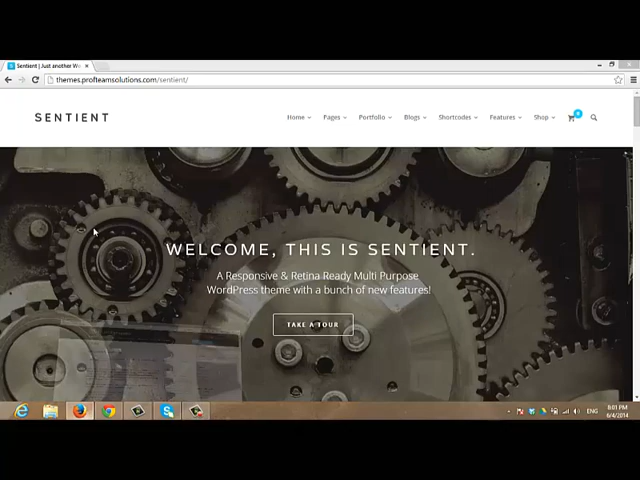 Sentient | Just another Wo
themes.profteamsolutions.com/sentient/
SENTIENT
Home
Pages
Portfolio
Blogs
Shortcodes
Features
Shop
0
WELCOME, THIS IS SENTIENT.
A Responsive & Retina Ready Multi Purpose
WordPress theme with a bunch of new features!
TAKE A TOUR
ENG
8:01 PM
6/4/2014